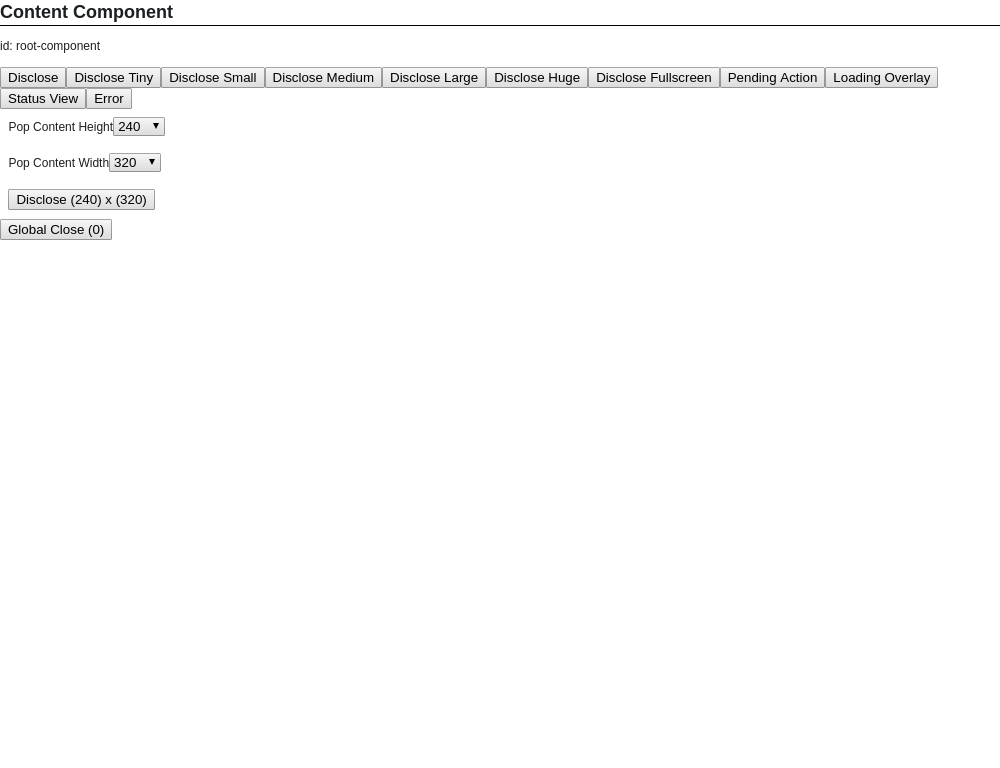 Content Component
id: root-component
Disclose Disclose Tiny Disclose Small Disclose Medium Disclose Large Disclose Huge Disclose Fullscreen Pending Action Loading Overlay
Status View Error
Pop Content Height 240
Pop Content Width 320
Disclose (240) x (320)
Global Close (0)